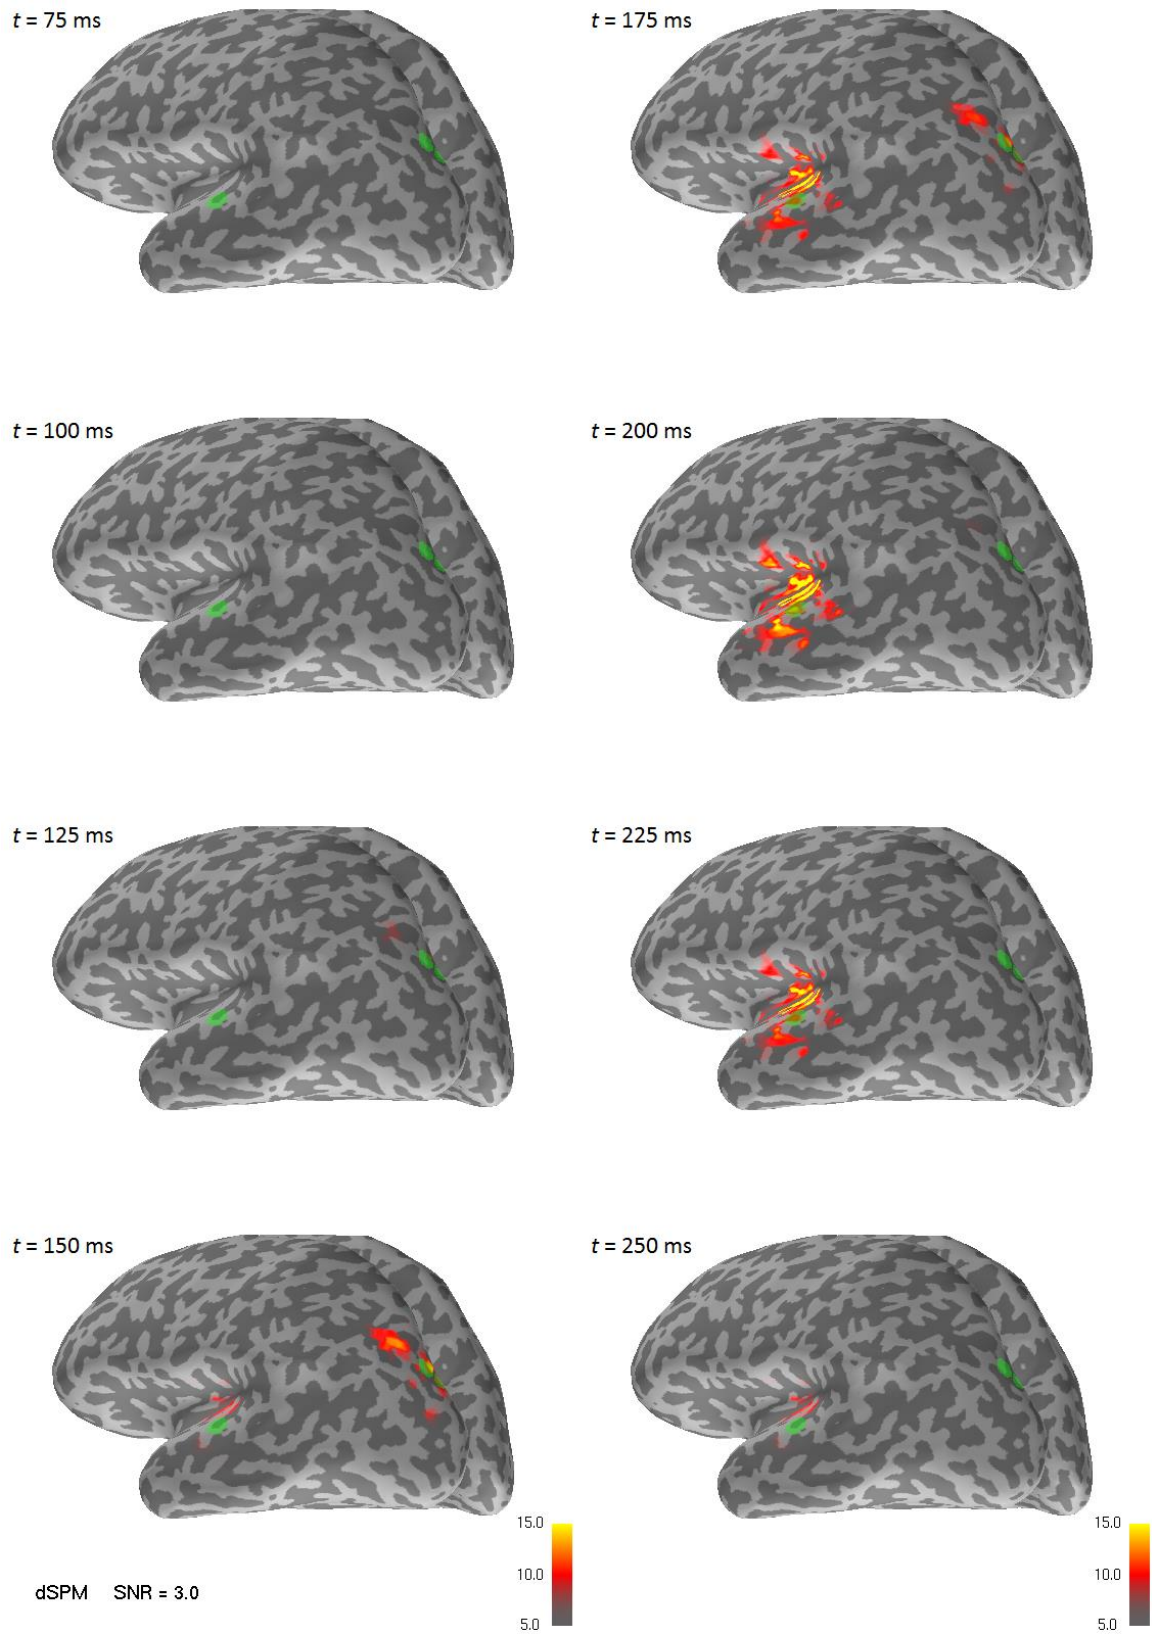 t = 75 ms
t = 175 ms
t = 100 ms
t = 200 ms
t = 125 ms
t = 225 ms
t = 150 ms
t = 250 ms
15.0
15.0
10.0
10.0
dSPM SNR = 3.0
5.0
5.0